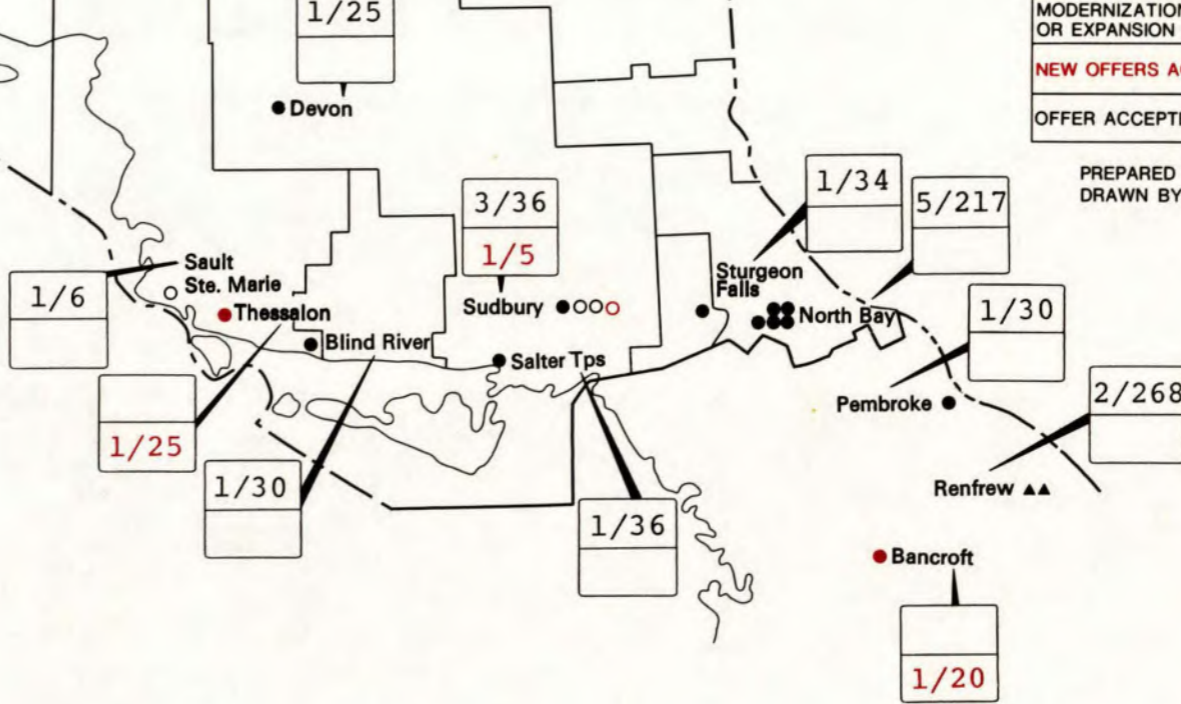 1/25
MODERNIZATION
OR EXPANSION
NEW OFFERS
OFFER
PREPARED
DRAWN BY
Devon
3/36
1/5
1/34
5/217
Sault
Ste. Marie
1/6
Thessalon
Sturgeon
Falls
Sudbury
North Bay
1/30
Blind River
Salter Tps
Pembroke
2/268
1/25
1/30
Renfrew
1/36
Bancroft
1/20